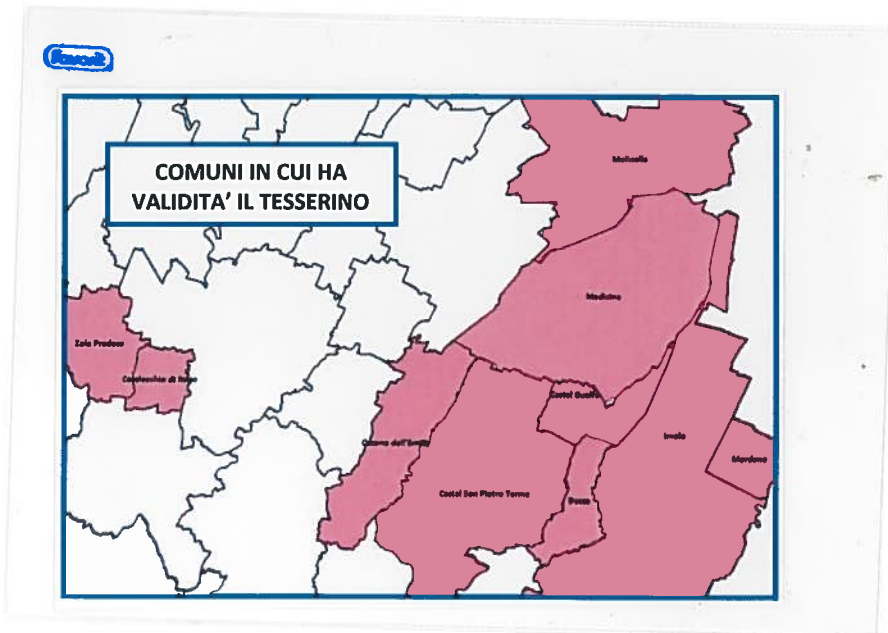 Favorit
COMUNI IN CUI HA
VALIDITA’ IL TESSERINO
Molinella
Medicina
Zola Predosa
Casalecchio di Reno
Castel Guelfo
Ozzano dell'Emilia
Imola
Mordano
Castel San Pietro Terme
Dozza